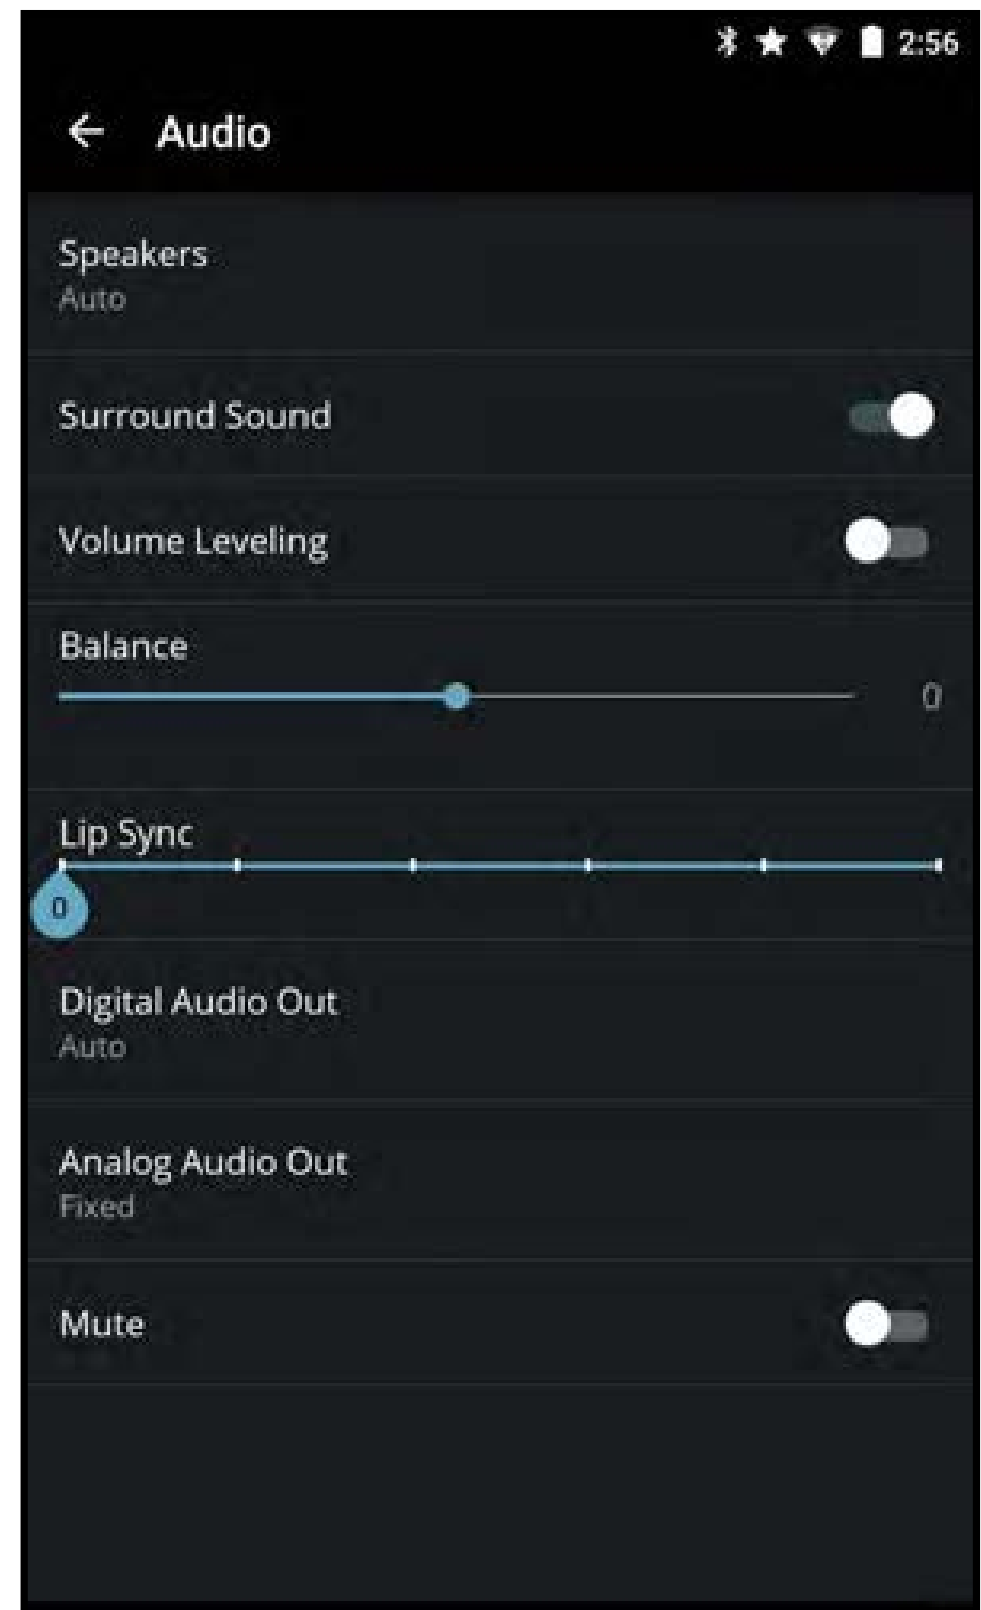 2:56
Audio
Speakers
Auto
Surround Sound
Volume Leveling
Balance
0
Lip Sync
0
Digital Audio Out
Auto
Analog Audio Out
Fixed
Mute